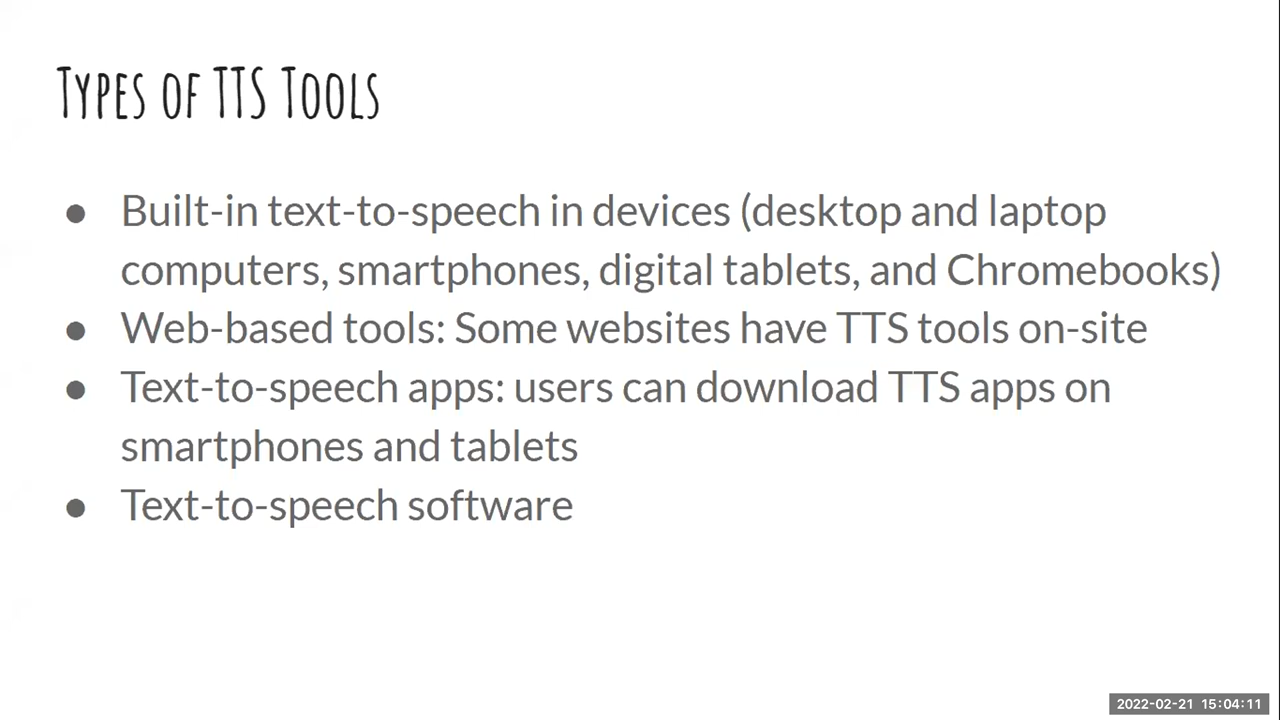 Types of TTS Tools
● Built-in text-to-speech in devices (desktop and laptop
computers, smartphones, digital tablets, and Chromebooks)
● Web-based tools: Some websites have TTS tools on-site
● Text-to-speech apps: users can download TTS apps on
smartphones and tablets
● Text-to-speech software
2022-02-21 15:04:11